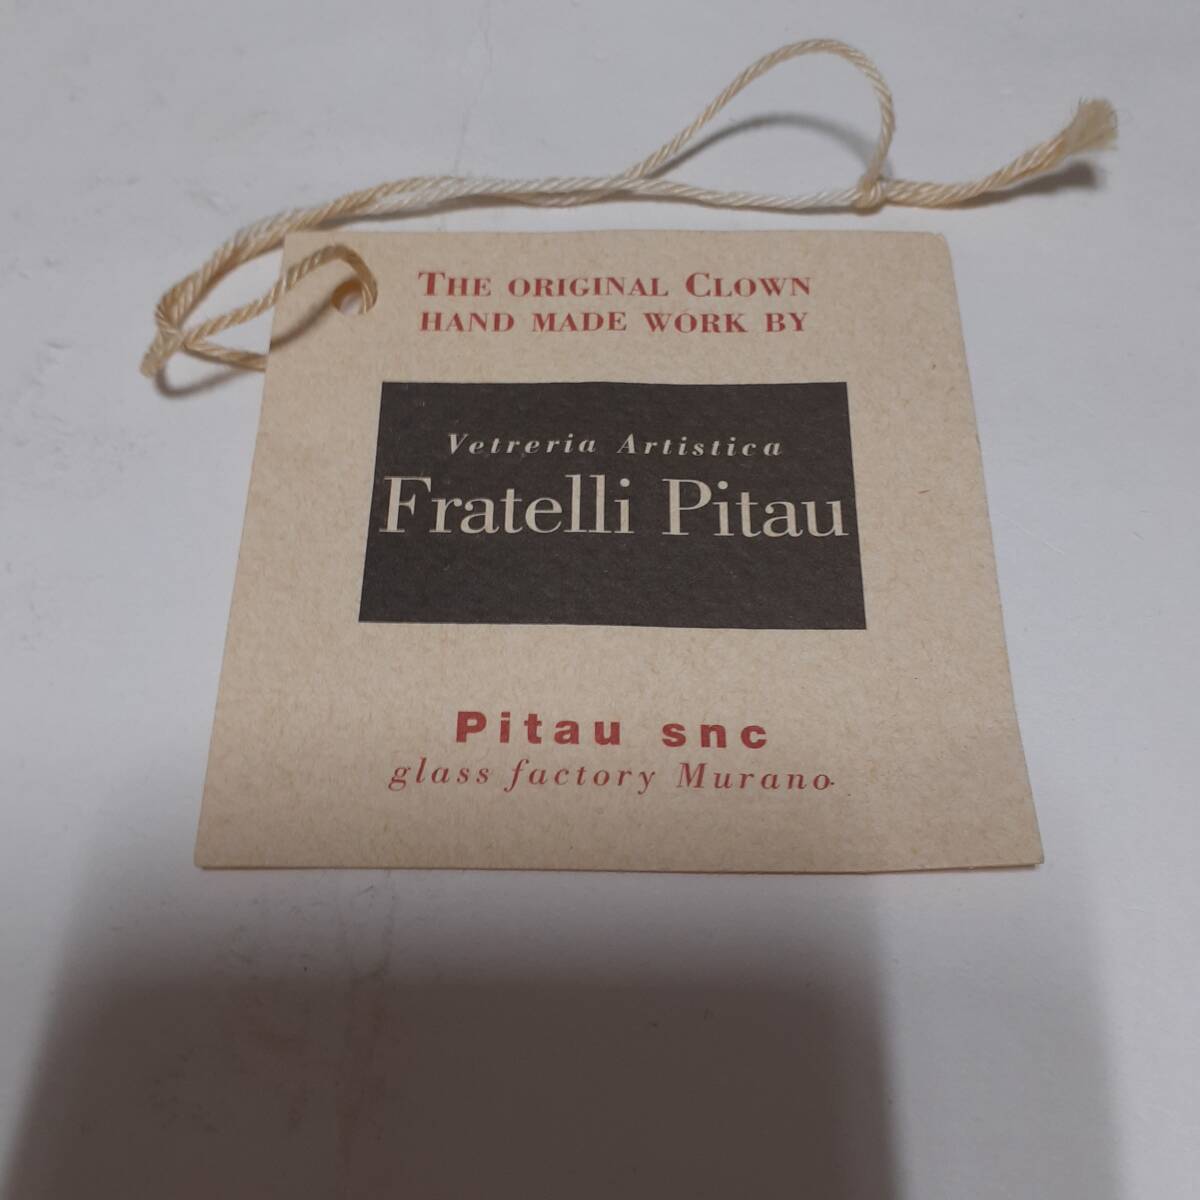 THE ORIGINAL CLOWN
HAND MADE WORK BY
Vetreria Artistica
Fratelli Pitau
Pitau snc
glass factory Murano